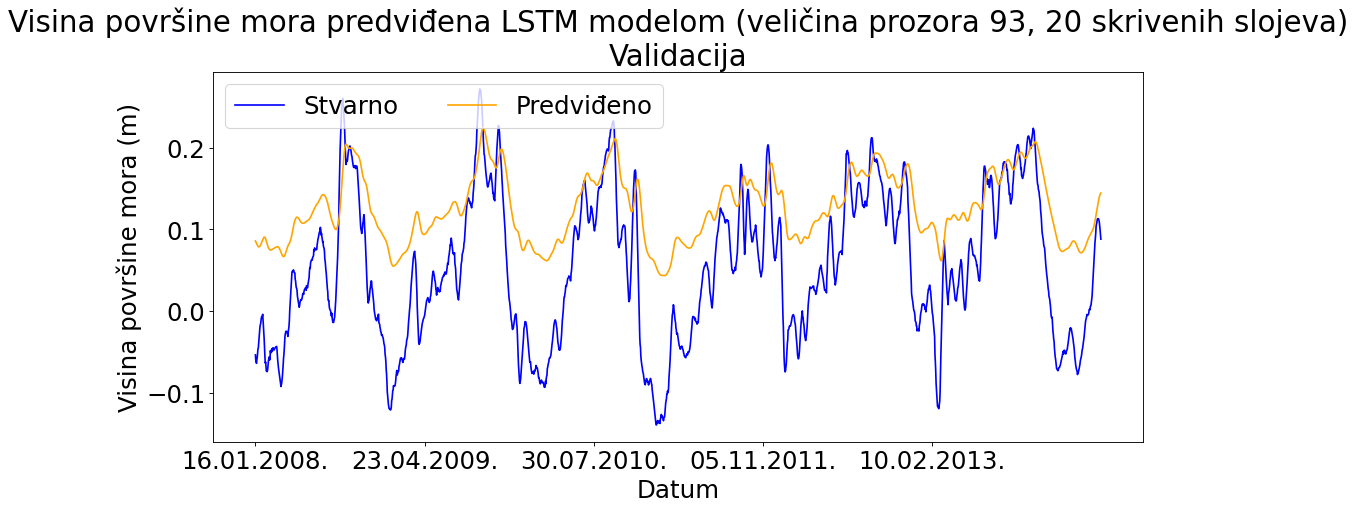 Visina površine mora predviđena LSTM modelom (veličina prozora 93, 20 skrivenih slojeva)
Validacija
Stvarno Predviđeno
Visina površine mora (m)
0.2
0.1
0.0
−0.1
16.01.2008. 23.04.2009. 30.07.2010. 05.11.2011. 10.02.2013.
Datum